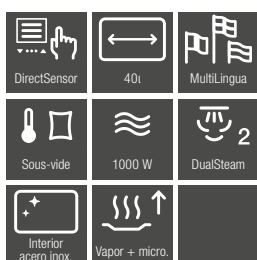 DirectSensor
40ι
MultiLingua
Sous-vide
1000 W
2
DualSteam
Interior
acero inox.
Vapor + micro.